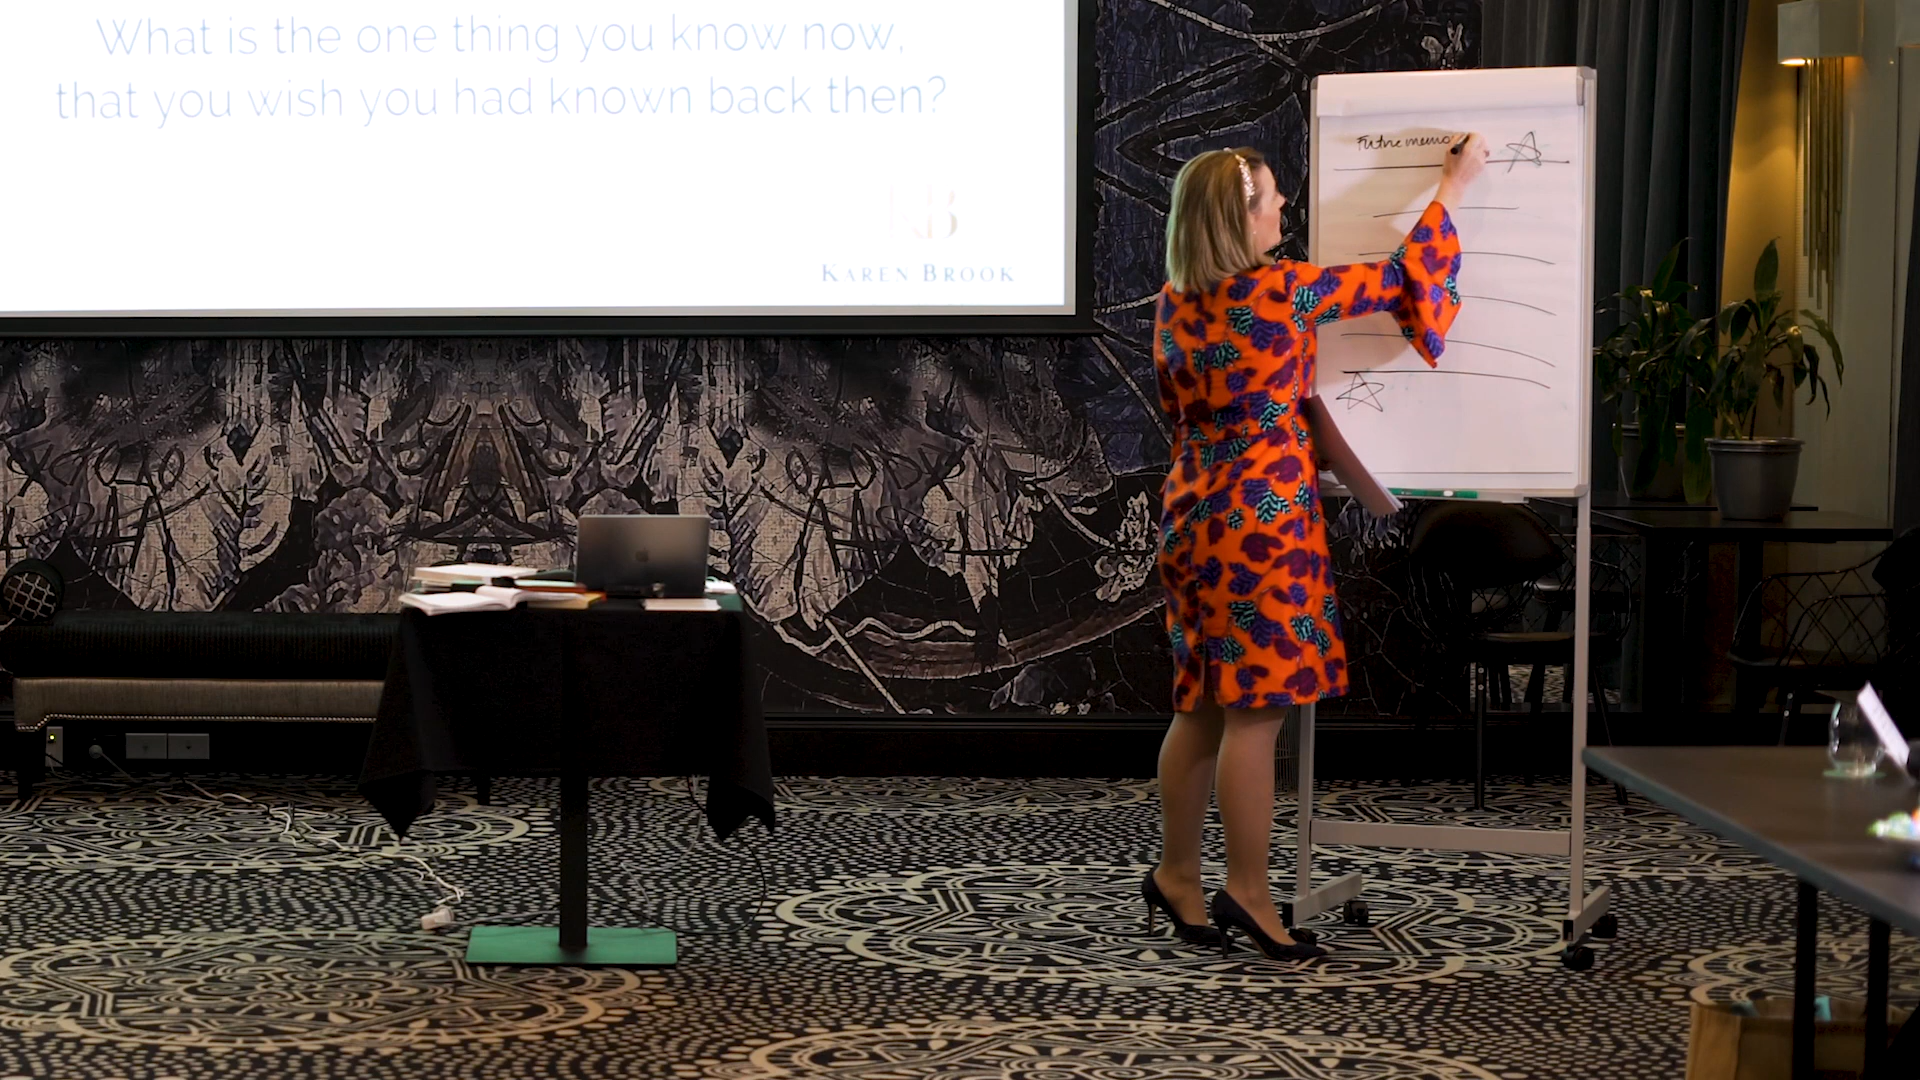 What is the one thing you know now,
that you wish you had known back then?
KB
KAREN BROOK
Future memo